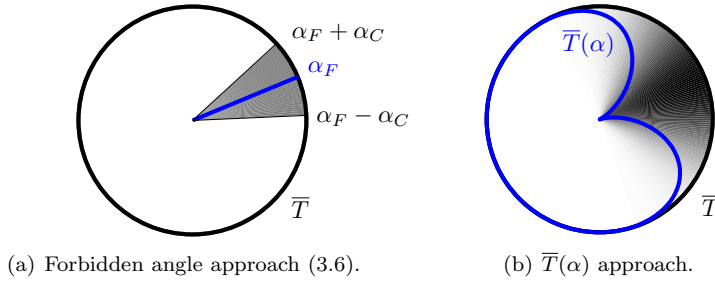 α_F + α_C
α_F
α_F − α_C
T̅
(a) Forbidden angle approach (3.6).
T̅(α)
T̅
(b) T̅(α) approach.